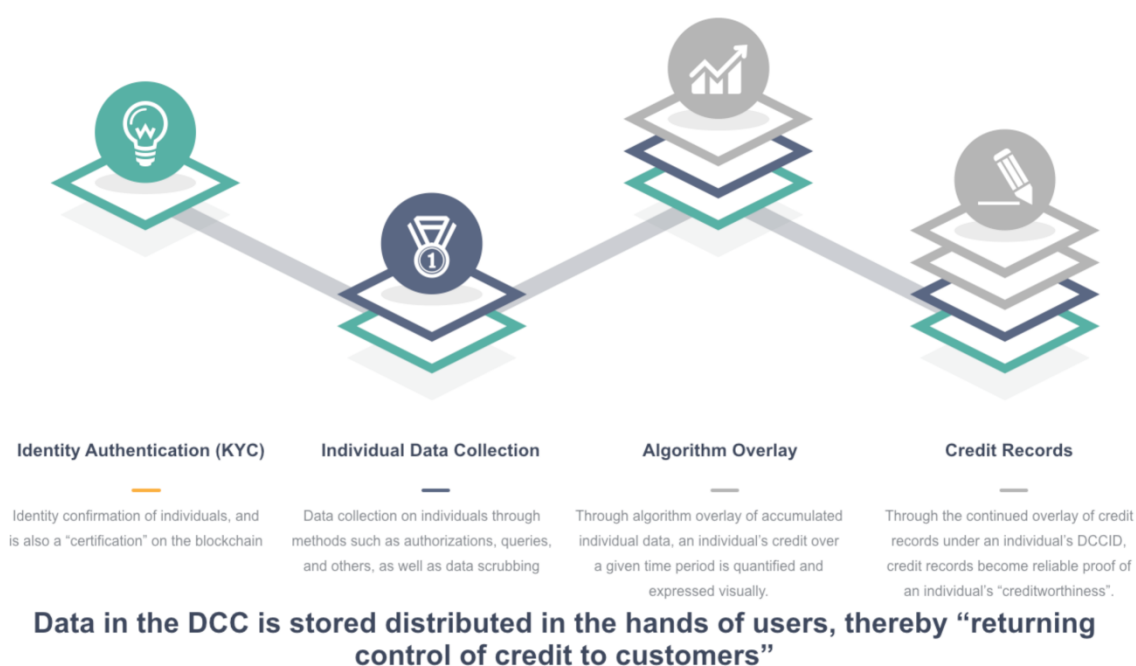 1
Identity Authentication (KYC)
Identity confirmation of individuals, and
is also a “certification” on the blockchain
Individual Data Collection
Data collection on individuals through
methods such as authorizations, queries,
and others, as well as data scrubbing
Algorithm Overlay
Through algorithm overlay of accumulated
individual data, an individual’s credit over
a given time period is quantified and
expressed visually.
Credit Records
Through the continued overlay of credit
records under an individual’s DCCID,
credit records become reliable proof of
an individual’s “creditworthiness”.
Data in the DCC is stored distributed in the hands of users, thereby “returning
control of credit to customers”